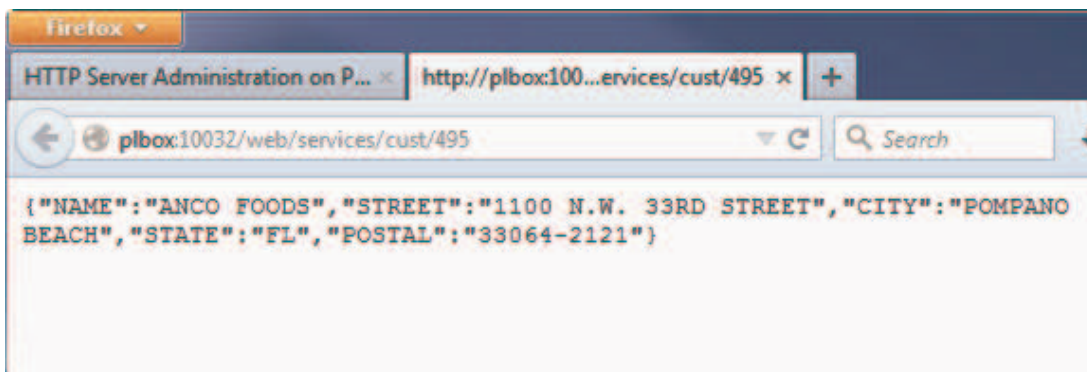 Firefox
HTTP Server Administration on P... ×
http://plbox:100...ervices/cust/495 × +
plbox:10032/web/services/cust/495
Search
{"NAME":"ANCO FOODS","STREET":"1100 N.W. 33RD STREET","CITY":"POMPANO
BEACH","STATE":"FL","POSTAL":"33064-2121"}